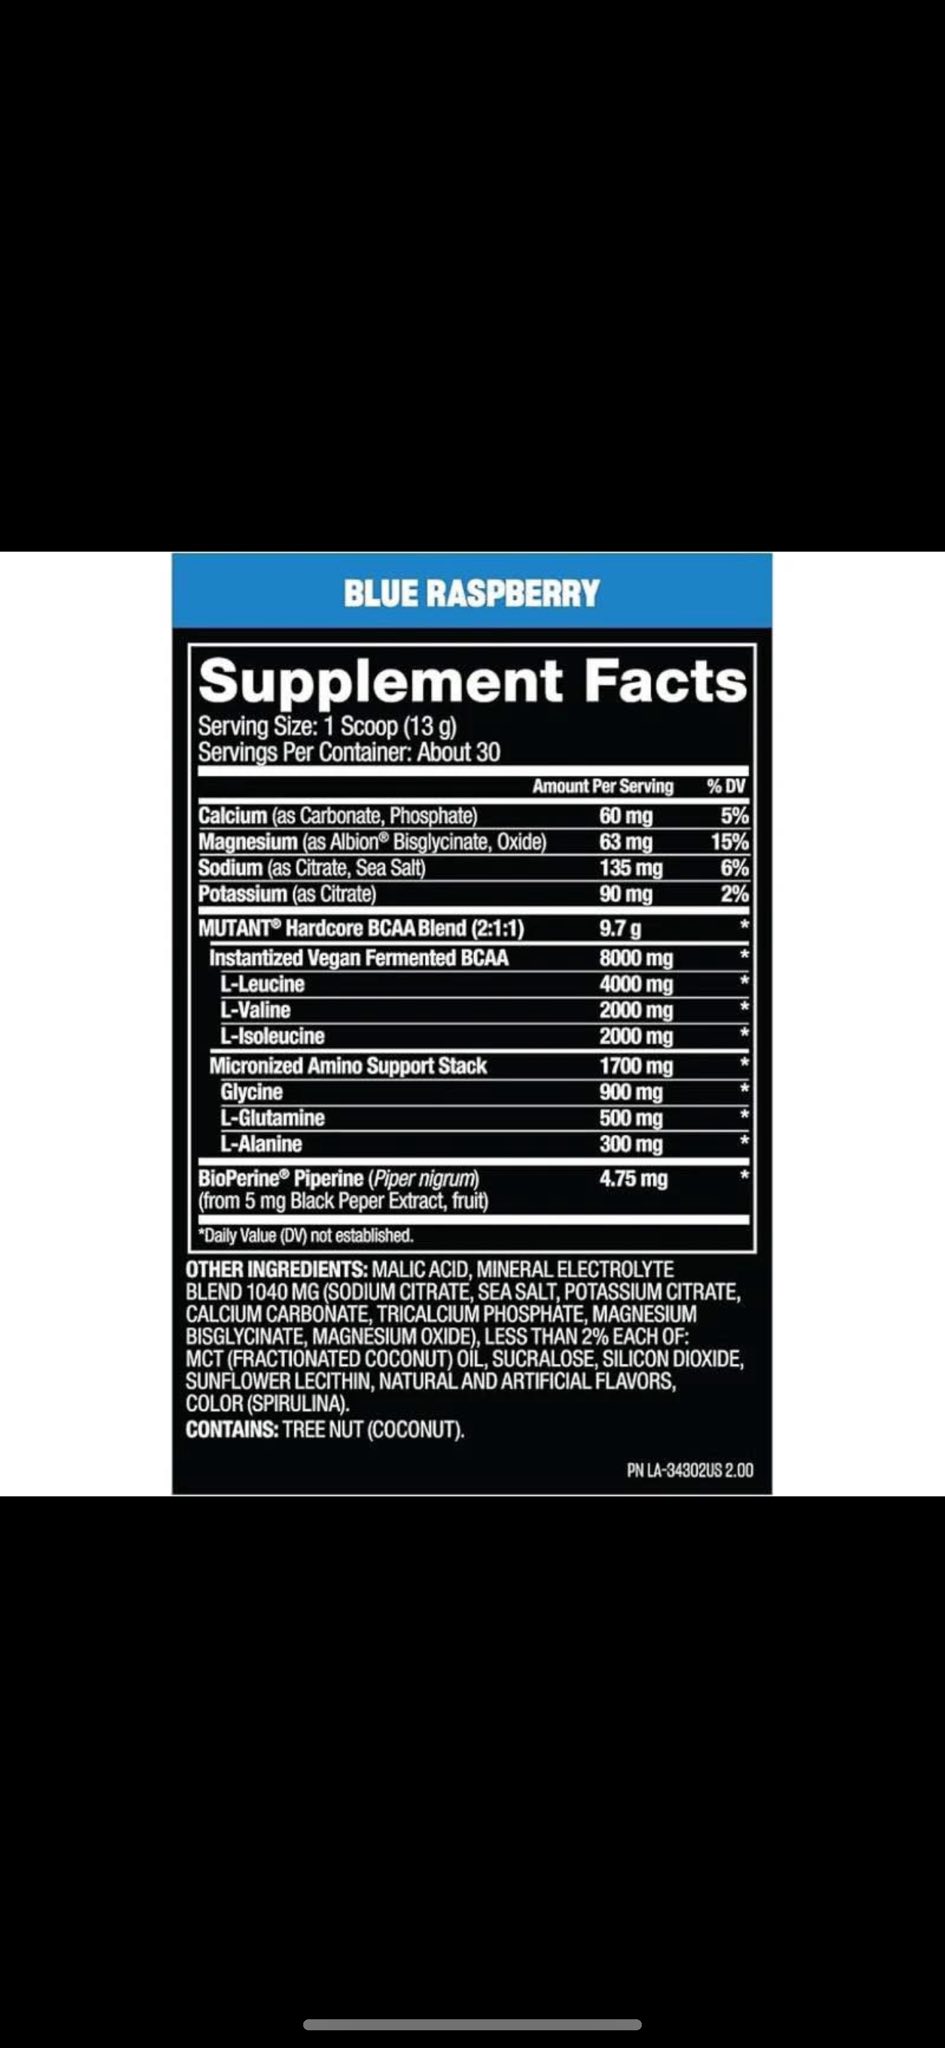 BLUE RASPBERRY
Supplement Facts
Serving Size: 1 Scoop (13 g)
Servings Per Container: About 30
Amount Per Serving % DV
Calcium (as Carbonate, Phosphate) 60 mg 5%
Magnesium (as Albion® Bisglycinate, Oxide) 63 mg 15%
Sodium (as Citrate, Sea Salt) 135 mg 6%
Potassium (as Citrate) 90 mg 2%
MUTANT® Hardcore BCAA Blend (2:1:1) 9.7 g *
Instantized Vegan Fermented BCAA 8000 mg *
L-Leucine 4000 mg *
L-Valine 2000 mg *
L-Isoleucine 2000 mg *
Micronized Amino Support Stack 1700 mg *
Glycine 900 mg *
L-Glutamine 500 mg *
L-Alanine 300 mg *
BioPerine® Piperine (Piper nigrum) 4.75 mg *
(from 5 mg Black Peper Extract, fruit)
*Daily Value (DV) not established.
OTHER INGREDIENTS: MALIC ACID, MINERAL ELECTROLYTE
BLEND 1040 MG (SODIUM CITRATE, SEA SALT, POTASSIUM CITRATE,
CALCIUM CARBONATE, TRICALCIUM PHOSPHATE, MAGNESIUM
BISGLYCINATE, MAGNESIUM OXIDE), LESS THAN 2% EACH OF:
MCT (FRACTIONATED COCONUT) OIL, SUCRALOSE, SILICON DIOXIDE,
SUNFLOWER LECITHIN, NATURAL AND ARTIFICIAL FLAVORS,
COLOR (SPIRULINA).
CONTAINS: TREE NUT (COCONUT).
PN LA-34302US 2.00